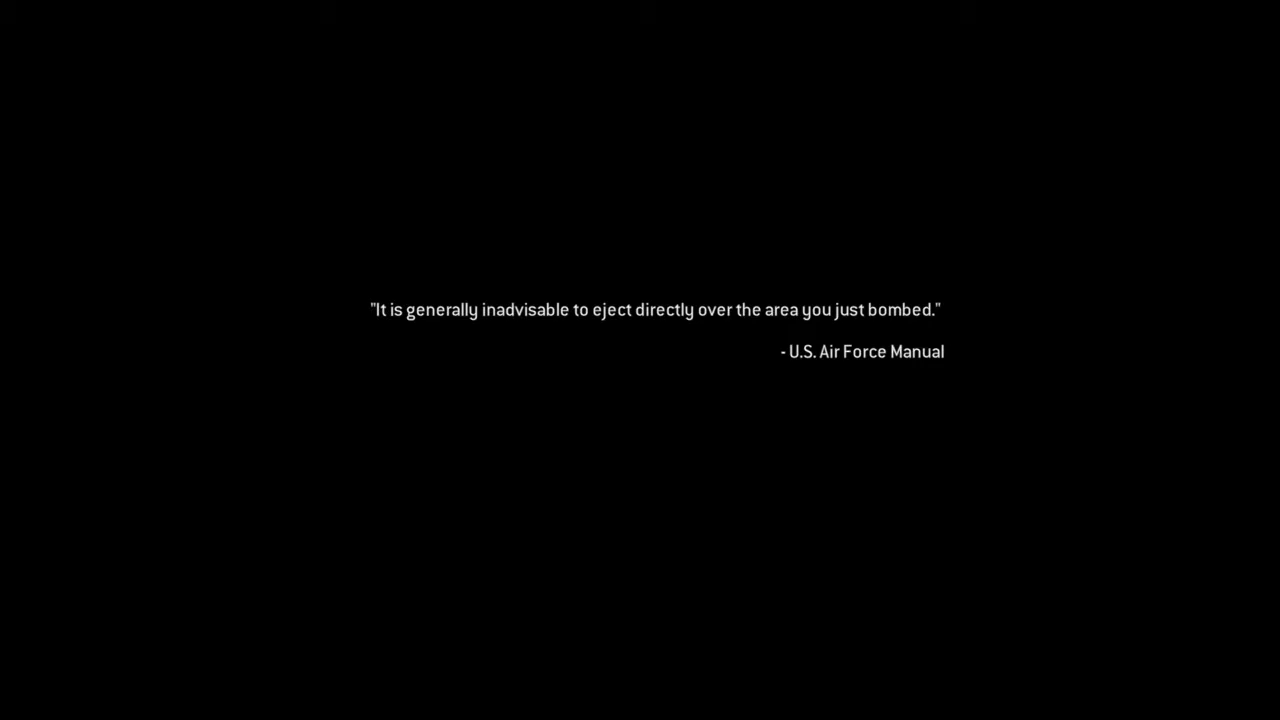 "It is generally inadvisable to eject directly over the area you just bombed."
- U.S. Air Force Manual